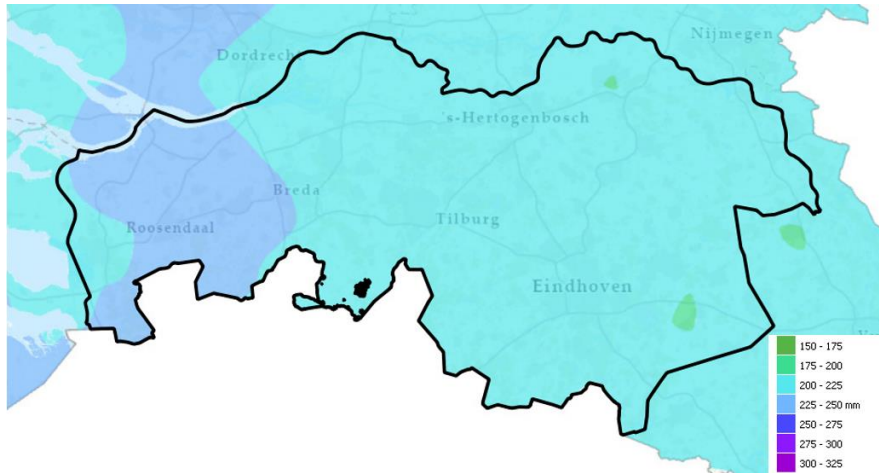 Nijmegen
Dordrecht
's-Hertogenbosch
Breda
Tilburg
Roosendaal
Eindhoven
150 - 175
175 - 200
200 - 225
225 - 250 mm
250 - 275
275 - 300
300 - 325